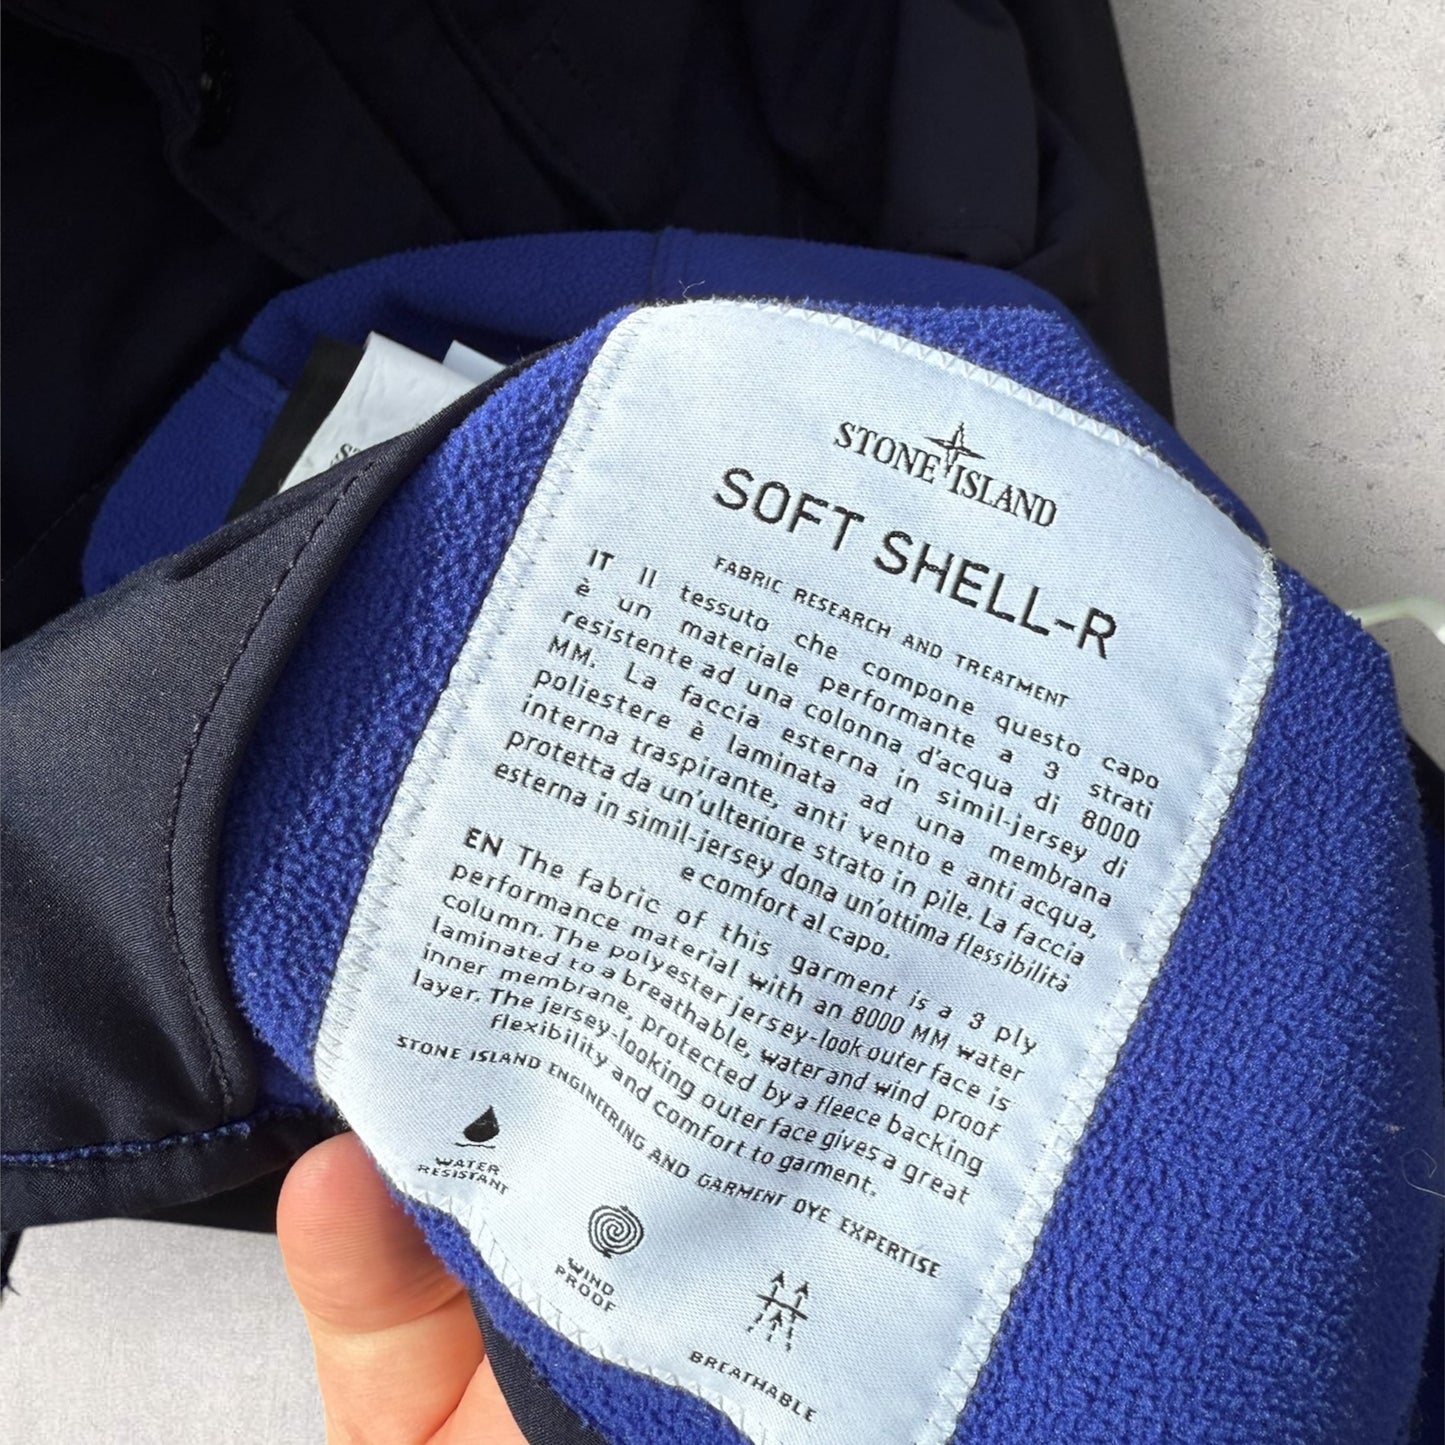 STONE ISLAND
SOFT SHELL-R
FABRIC RESEARCH AND TREATMENT
IT Il tessuto che compone questo capo
è un materiale performante a 3 strati
resistente ad una colonna d'acqua di 8000
MM. La faccia esterna in simil-jersey di
poliestere è laminata ad una membrana
interna traspirante, anti vento e anti acqua,
protetta da un'ulteriore strato in pile. La faccia
esterna in simil-jersey dona un'ottima flessibilità
e comfort al capo.
EN The fabric of this garment is a 3 ply
performance material with an 8000 MM water
column. The polyester jersey-look outer face is
laminated to a breathable, water and wind proof
inner membrane, protected by a fleece backing
layer. The jersey-looking outer face gives a great
flexibility and comfort to garment.
STONE ISLAND ENGINEERING AND GARMENT DYE EXPERTISE
WATER
RESISTANT
WIND
PROOF
BREATHABLE